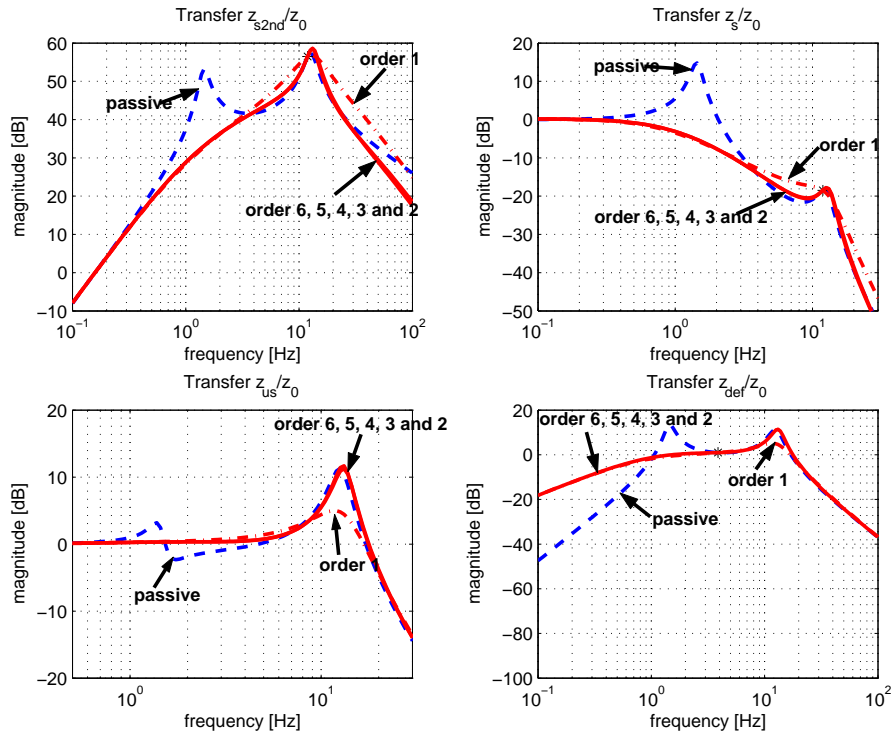 Transfer z_s2nd/z_0
magnitude [dB]
60
50
40
30
20
10
0
−10
passive
order 1
order 6, 5, 4, 3 and 2
10^−1
10^0
10^1
10^2
frequency [Hz]
Transfer z_s/z_0
magnitude [dB]
20
10
0
−10
−20
−30
−40
−50
passive
order 1
order 6, 5, 4, 3 and 2
10^−1
10^0
10^1
frequency [Hz]
Transfer z_us/z_0
magnitude [dB]
20
10
0
−10
−20
order 6, 5, 4, 3 and 2
order 1
passive
10^0
10^1
frequency [Hz]
Transfer z_def/z_0
magnitude [dB]
20
0
−20
−40
−60
−80
−100
order 6, 5, 4, 3 and 2
order 1
passive
10^−1
10^0
10^1
10^2
frequency [Hz]